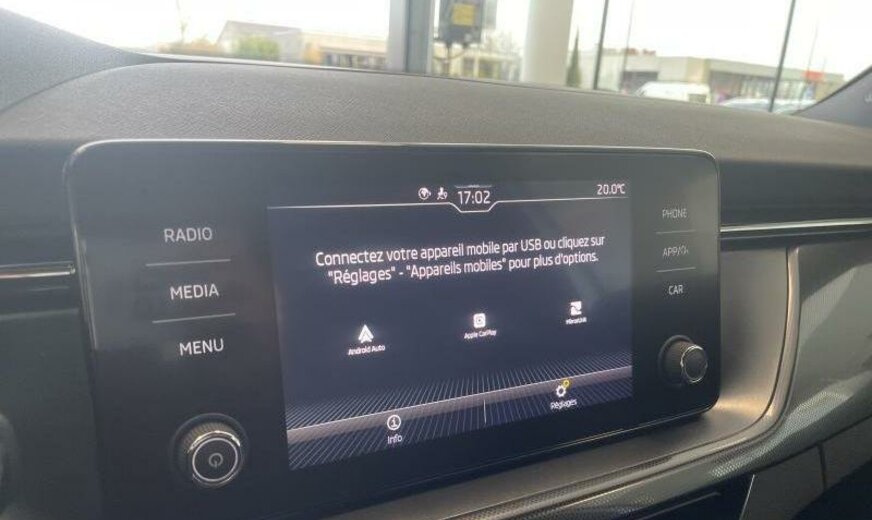 17:02
20.0°C
RADIO
MEDIA
MENU
Connectez votre appareil mobile par USB ou cliquez sur
"Réglages" - "Appareils mobiles" pour plus d'options.
Android Auto
Apple CarPlay
MirrorLink
Info
Réglages
PHONE
APP/
CAR